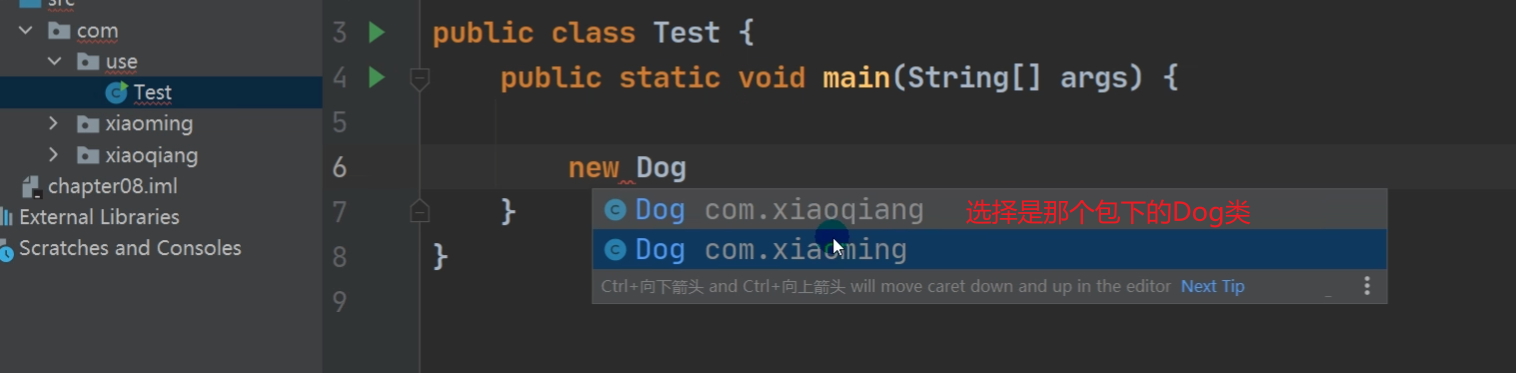 src
com
use
Test
xiaoming
xiaoqiang
chapter08.iml
External Libraries
Scratches and Consoles
3 public class Test {
4 public static void main(String[] args) {
5
6 new Dog
7 }
8 }
9
Dog com.xiaoqiang 选择是那个包下的Dog类
Dog com.xiaoming
Ctrl+向下箭头 and Ctrl+向上箭头 will move caret down and up in the editor Next Tip